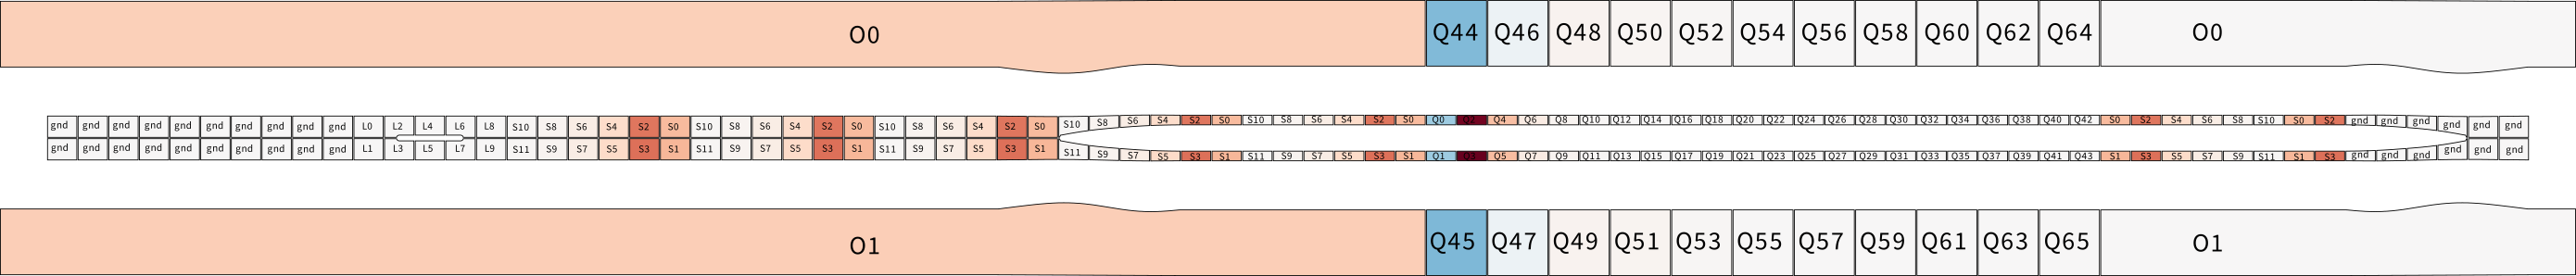 O0 Q44 Q46 Q48 Q50 Q52 Q54 Q56 Q58 Q60 Q62 Q64 O0
gnd gnd gnd gnd gnd gnd gnd gnd gnd gnd L0 L2 L4 L6 L8 S10 S8 S6 S4 S2 S0 S10 S8 S6 S4 S2 S0 S10 S8 S6 S4 S2 S0 S10 S8 S6 S4 S2 S0 S10 S8 S6 S4 S2 S0 Q0 Q2 Q4 Q6 Q8 Q10 Q12 Q14 Q16 Q18 Q20 Q22 Q24 Q26 Q28 Q30 Q32 Q34 Q36 Q38 Q40 Q42 S0 S2 S4 S6 S8 S10 S0 S2 gnd gnd gnd gnd gnd gnd
gnd gnd gnd gnd gnd gnd gnd gnd gnd gnd L1 L3 L5 L7 L9 S11 S9 S7 S5 S3 S1 S11 S9 S7 S5 S3 S1 S11 S9 S7 S5 S3 S1 S11 S9 S7 S5 S3 S1 S11 S9 S7 S5 S3 S1 Q1 Q3 Q5 Q7 Q9 Q11 Q13 Q15 Q17 Q19 Q21 Q23 Q25 Q27 Q29 Q31 Q33 Q35 Q37 Q39 Q41 Q43 S1 S3 S5 S7 S9 S11 S1 S3 gnd gnd gnd gnd gnd gnd
O1 Q45 Q47 Q49 Q51 Q53 Q55 Q57 Q59 Q61 Q63 Q65 O1